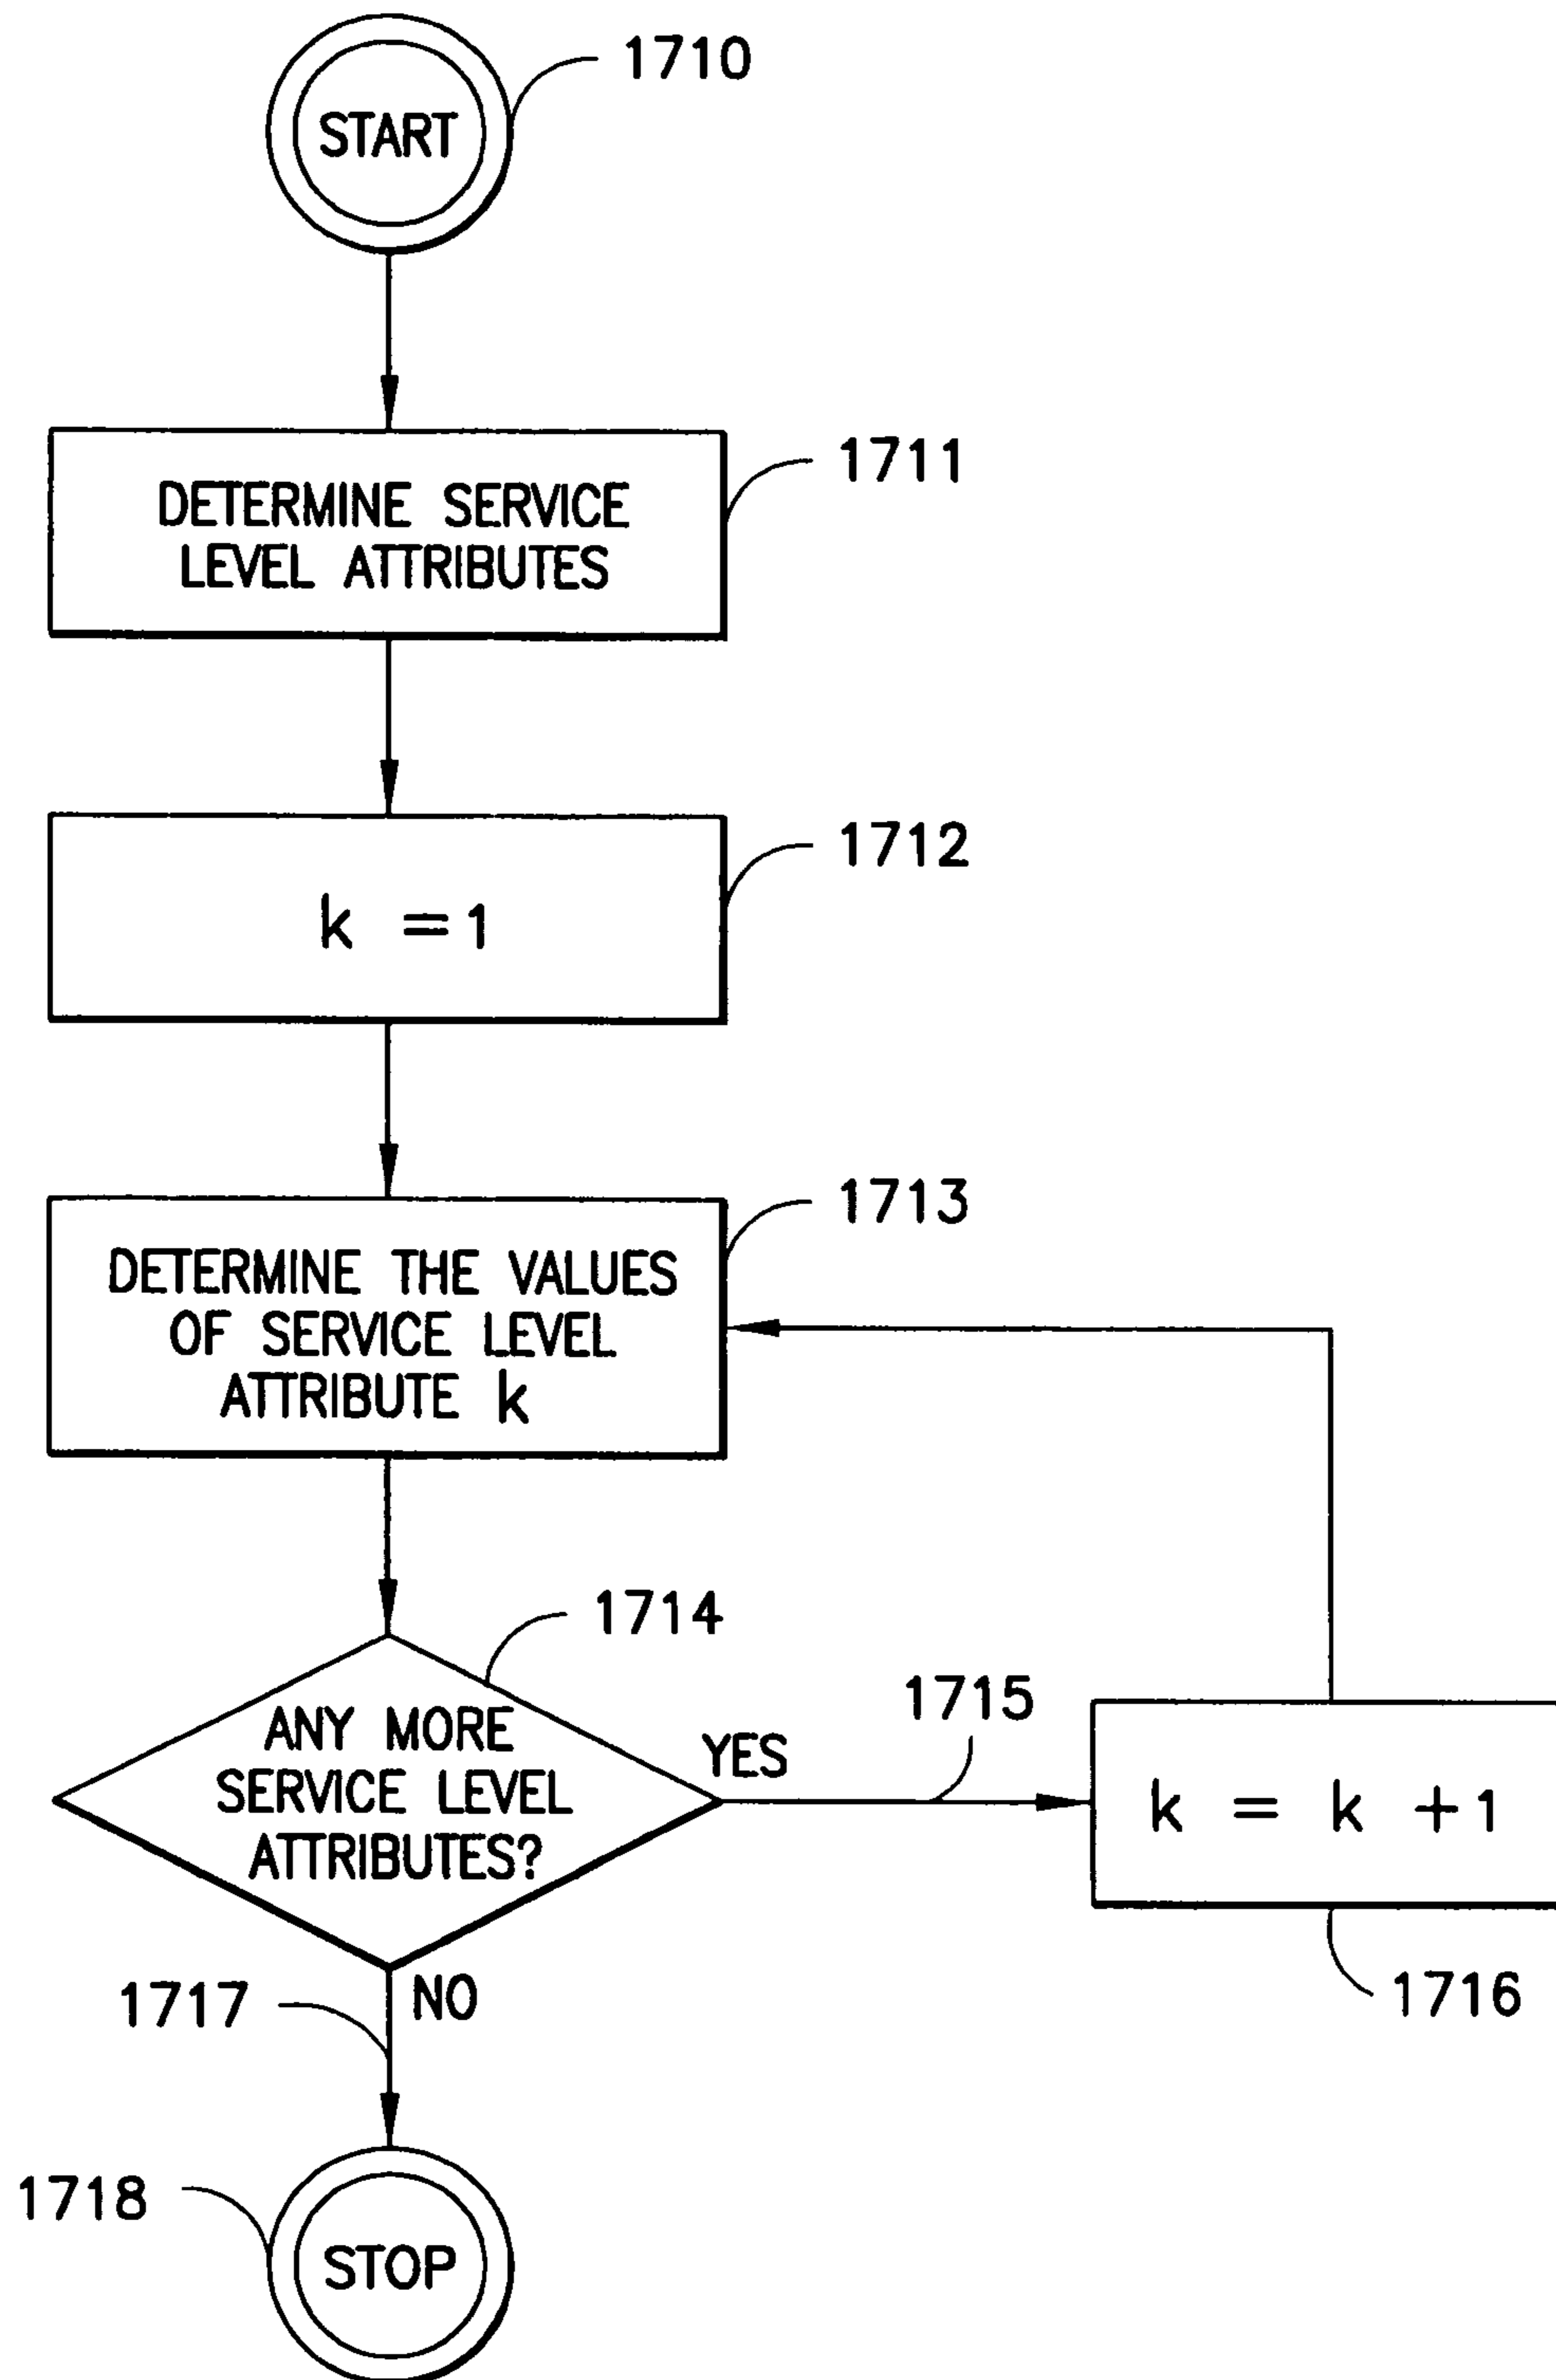 START
1710
DETERMINE SERVICE
LEVEL ATTRIBUTES
1711
k = 1
1712
DETERMINE THE VALUES
OF SERVICE LEVEL
ATTRIBUTE k
1713
ANY MORE
SERVICE LEVEL
ATTRIBUTES?
1714
YES
1715
k = k + 1
1716
NO
1717
STOP
1718